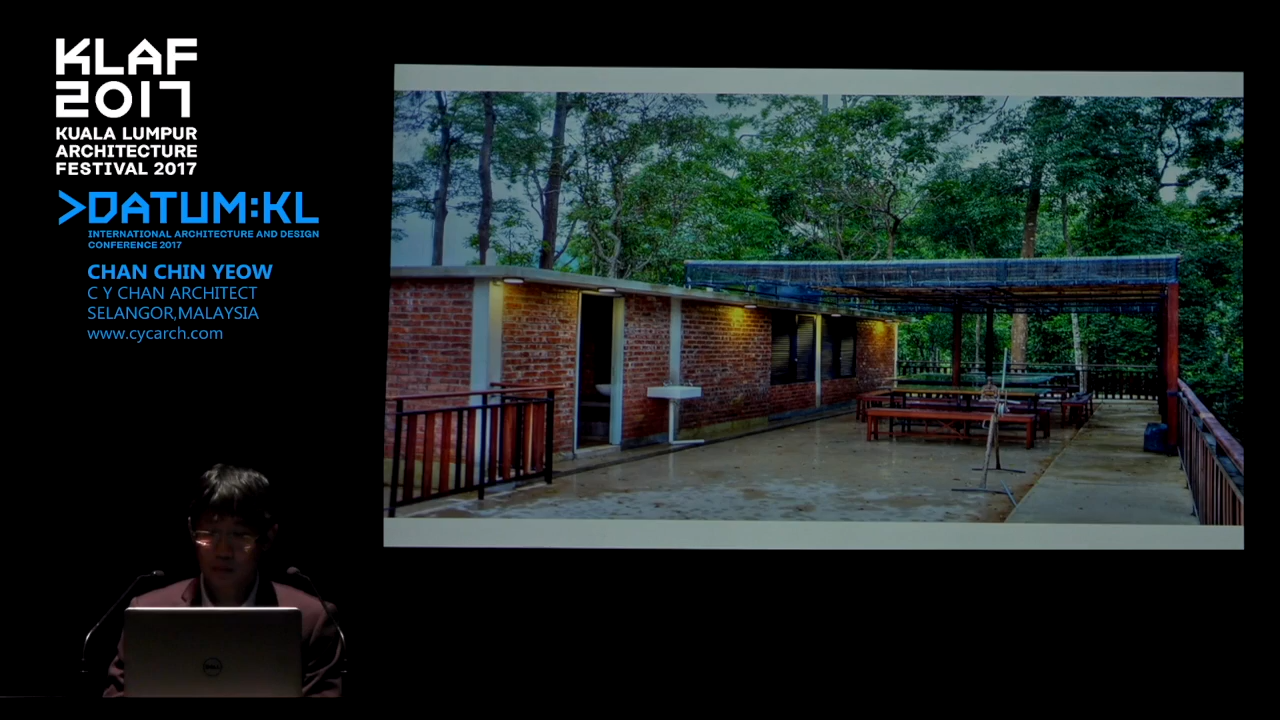 KLAF
2017
KUALA LUMPUR
ARCHITECTURE
FESTIVAL 2017
>DATUM:KL
INTERNATIONAL ARCHITECTURE AND DESIGN
CONFERENCE 2017
CHAN CHIN YEOW
C Y CHAN ARCHITECT
SELANGOR,MALAYSIA
www.cycarch.com
DELL